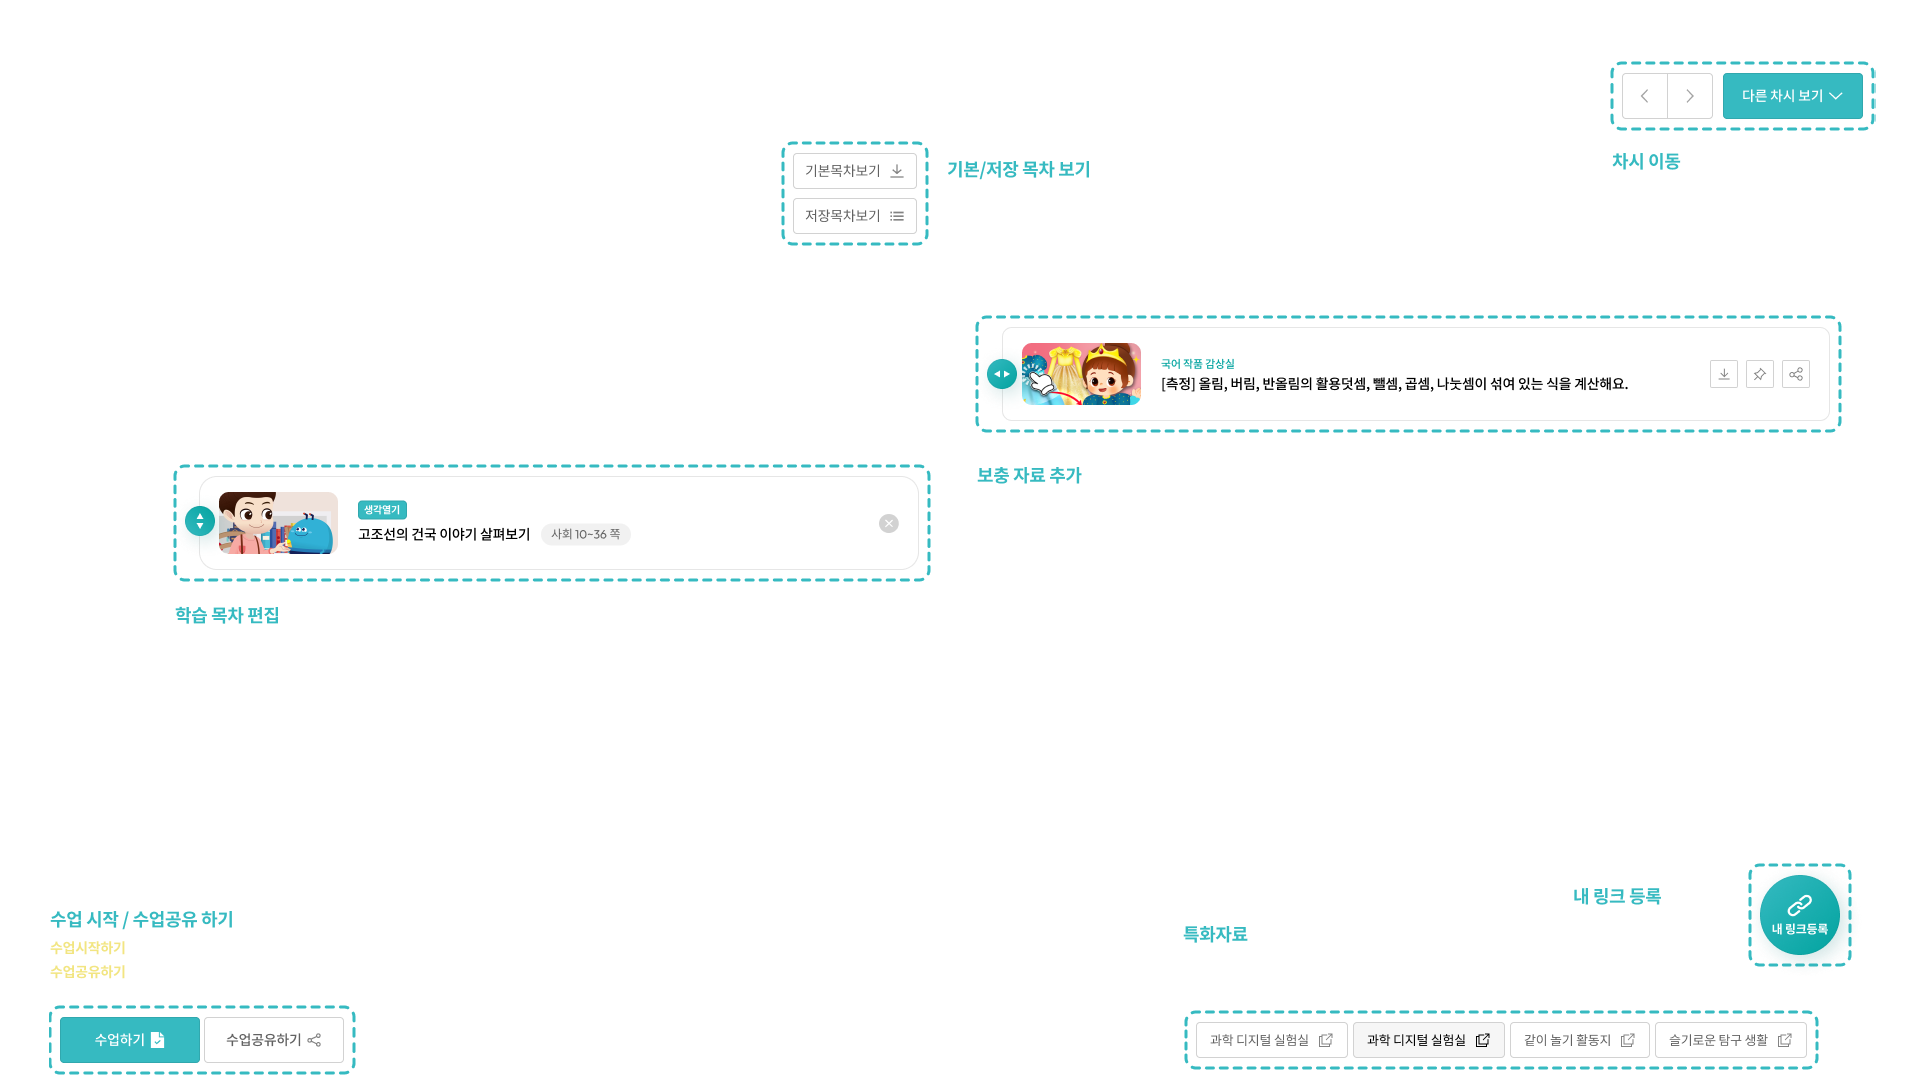 다른 차시 보기
차시 이동
기본목차보기
저장목차보기
기본/저장 목차 보기
국어 작품 감상실
[측정] 올림, 버림, 반올림의 활용덧셈, 뺄셈, 곱셈, 나눗셈이 섞여 있는 식을 계산해요.
보충 자료 추가
생각열기
고조선의 건국 이야기 살펴보기 사회 10~36 쪽
학습 목차 편집
수업 시작 / 수업공유 하기
수업시작하기
수업공유하기
수업하기 수업공유하기
내 링크 등록
내 링크등록
특화자료
과학 디지털 실험실 과학 디지털 실험실 같이 놀기 활동지 슬기로운 탐구 생활